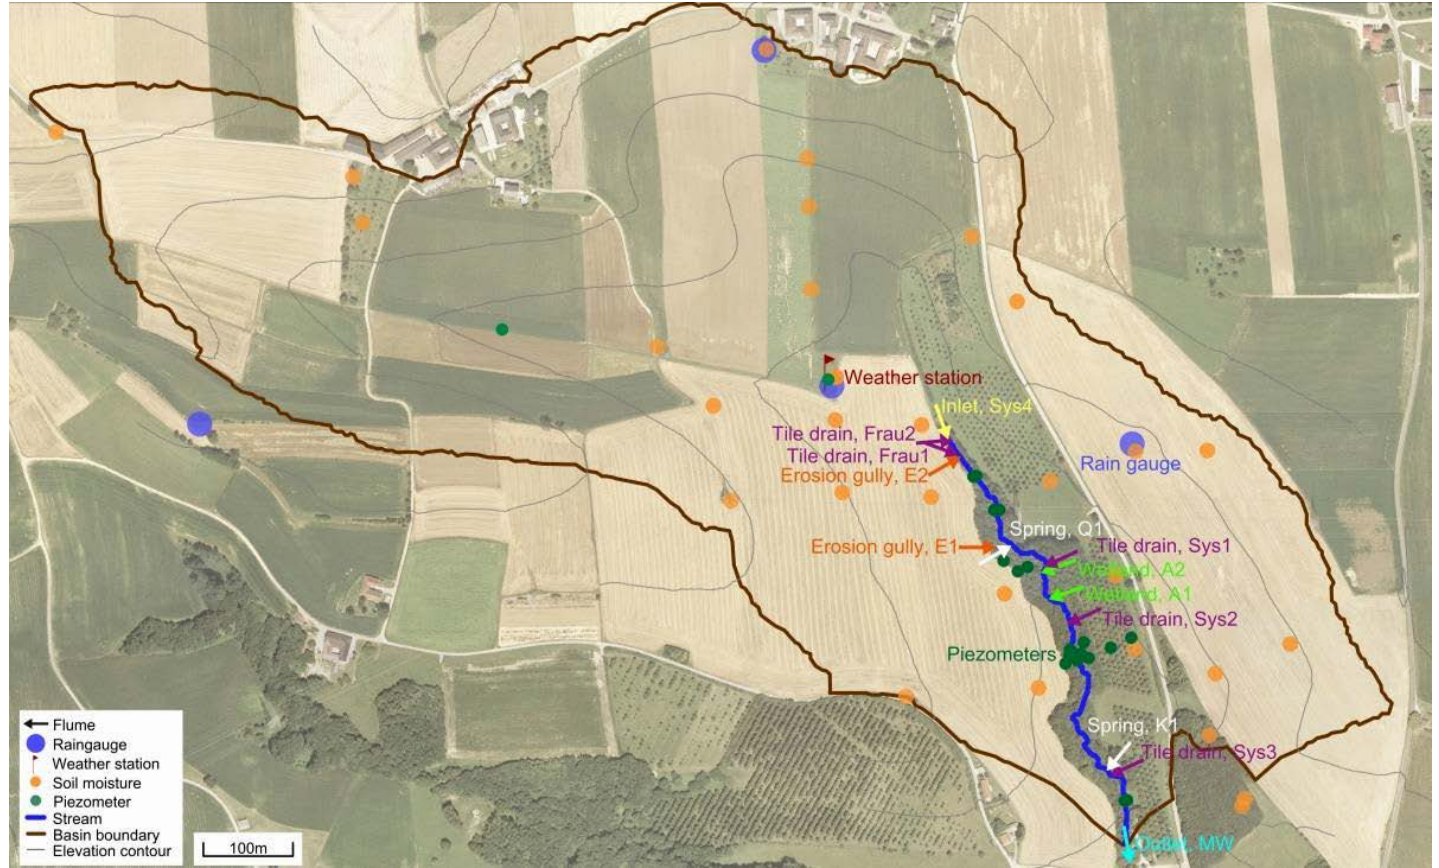 Weather station
Inlet, Sys4
Tile drain, Frau2
Tile drain, Frau1
Rain gauge
Erosion gully, E2
Spring, Q1
Erosion gully, E1
Tile drain, Sys1
Wetland, A2
Wetland, A1
Tile drain, Sys2
Piezometers
Spring, K1
Tile drain, Sys3
Outlet, MW
Flume
Raingauge
Weather station
Soil moisture
Piezometer
Stream
Basin boundary
Elevation contour
100m